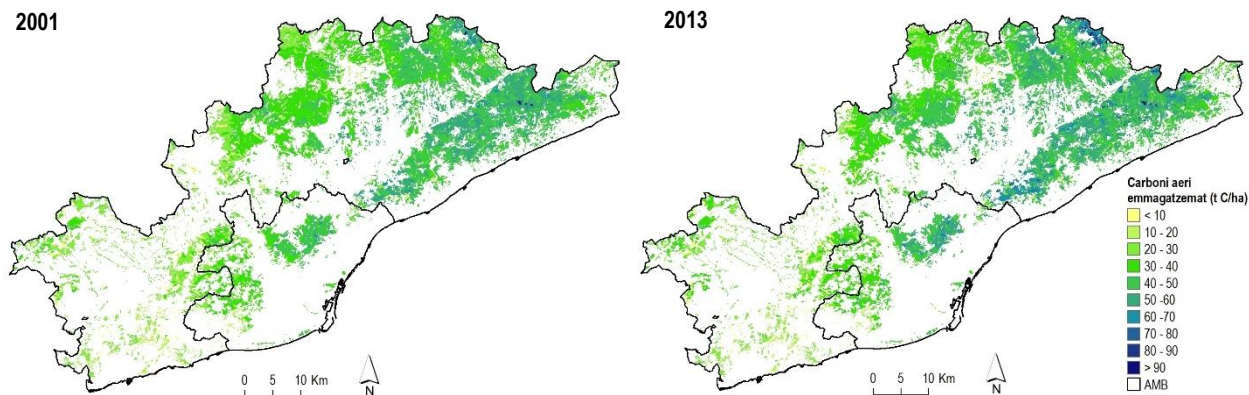 2001
2013
Carboni aeri
emmagatzemat (t C/ha)
< 10
10 - 20
20 - 30
30 - 40
40 - 50
50 -60
60 -70
70 - 80
80 - 90
> 90
AMB
0 5 10 Km
N
0 5 10 Km
N